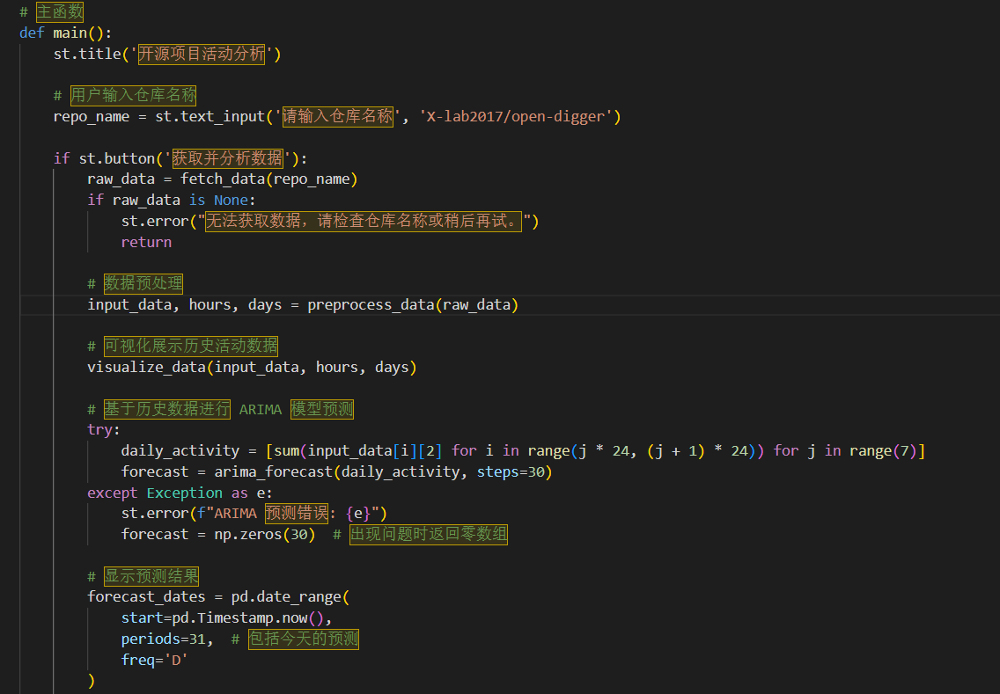 # 主函数
def main():
    st.title('开源项目活动分析')
    # 用户输入仓库名称
    repo_name = st.text_input('请输入仓库名称', 'X-lab2017/open-digger')
    if st.button('获取并分析数据'):
        raw_data = fetch_data(repo_name)
        if raw_data is None:
            st.error("无法获取数据，请检查仓库名称或稍后再试。")
            return
        # 数据预处理
        input_data, hours, days = preprocess_data(raw_data)
        # 可视化展示历史活动数据
        visualize_data(input_data, hours, days)
        # 基于历史数据进行 ARIMA 模型预测
        try:
            daily_activity = [sum(input_data[i][2] for i in range(j * 24, (j + 1) * 24)) for j in range(7)]
            forecast = arima_forecast(daily_activity, steps=30)
        except Exception as e:
            st.error(f"ARIMA 预测错误: {e}")
            forecast = np.zeros(30)  # 出现问题时返回零数组
        # 显示预测结果
        forecast_dates = pd.date_range(
            start=pd.Timestamp.now(),
            periods=31,  # 包括今天的预测
            freq='D'
        )